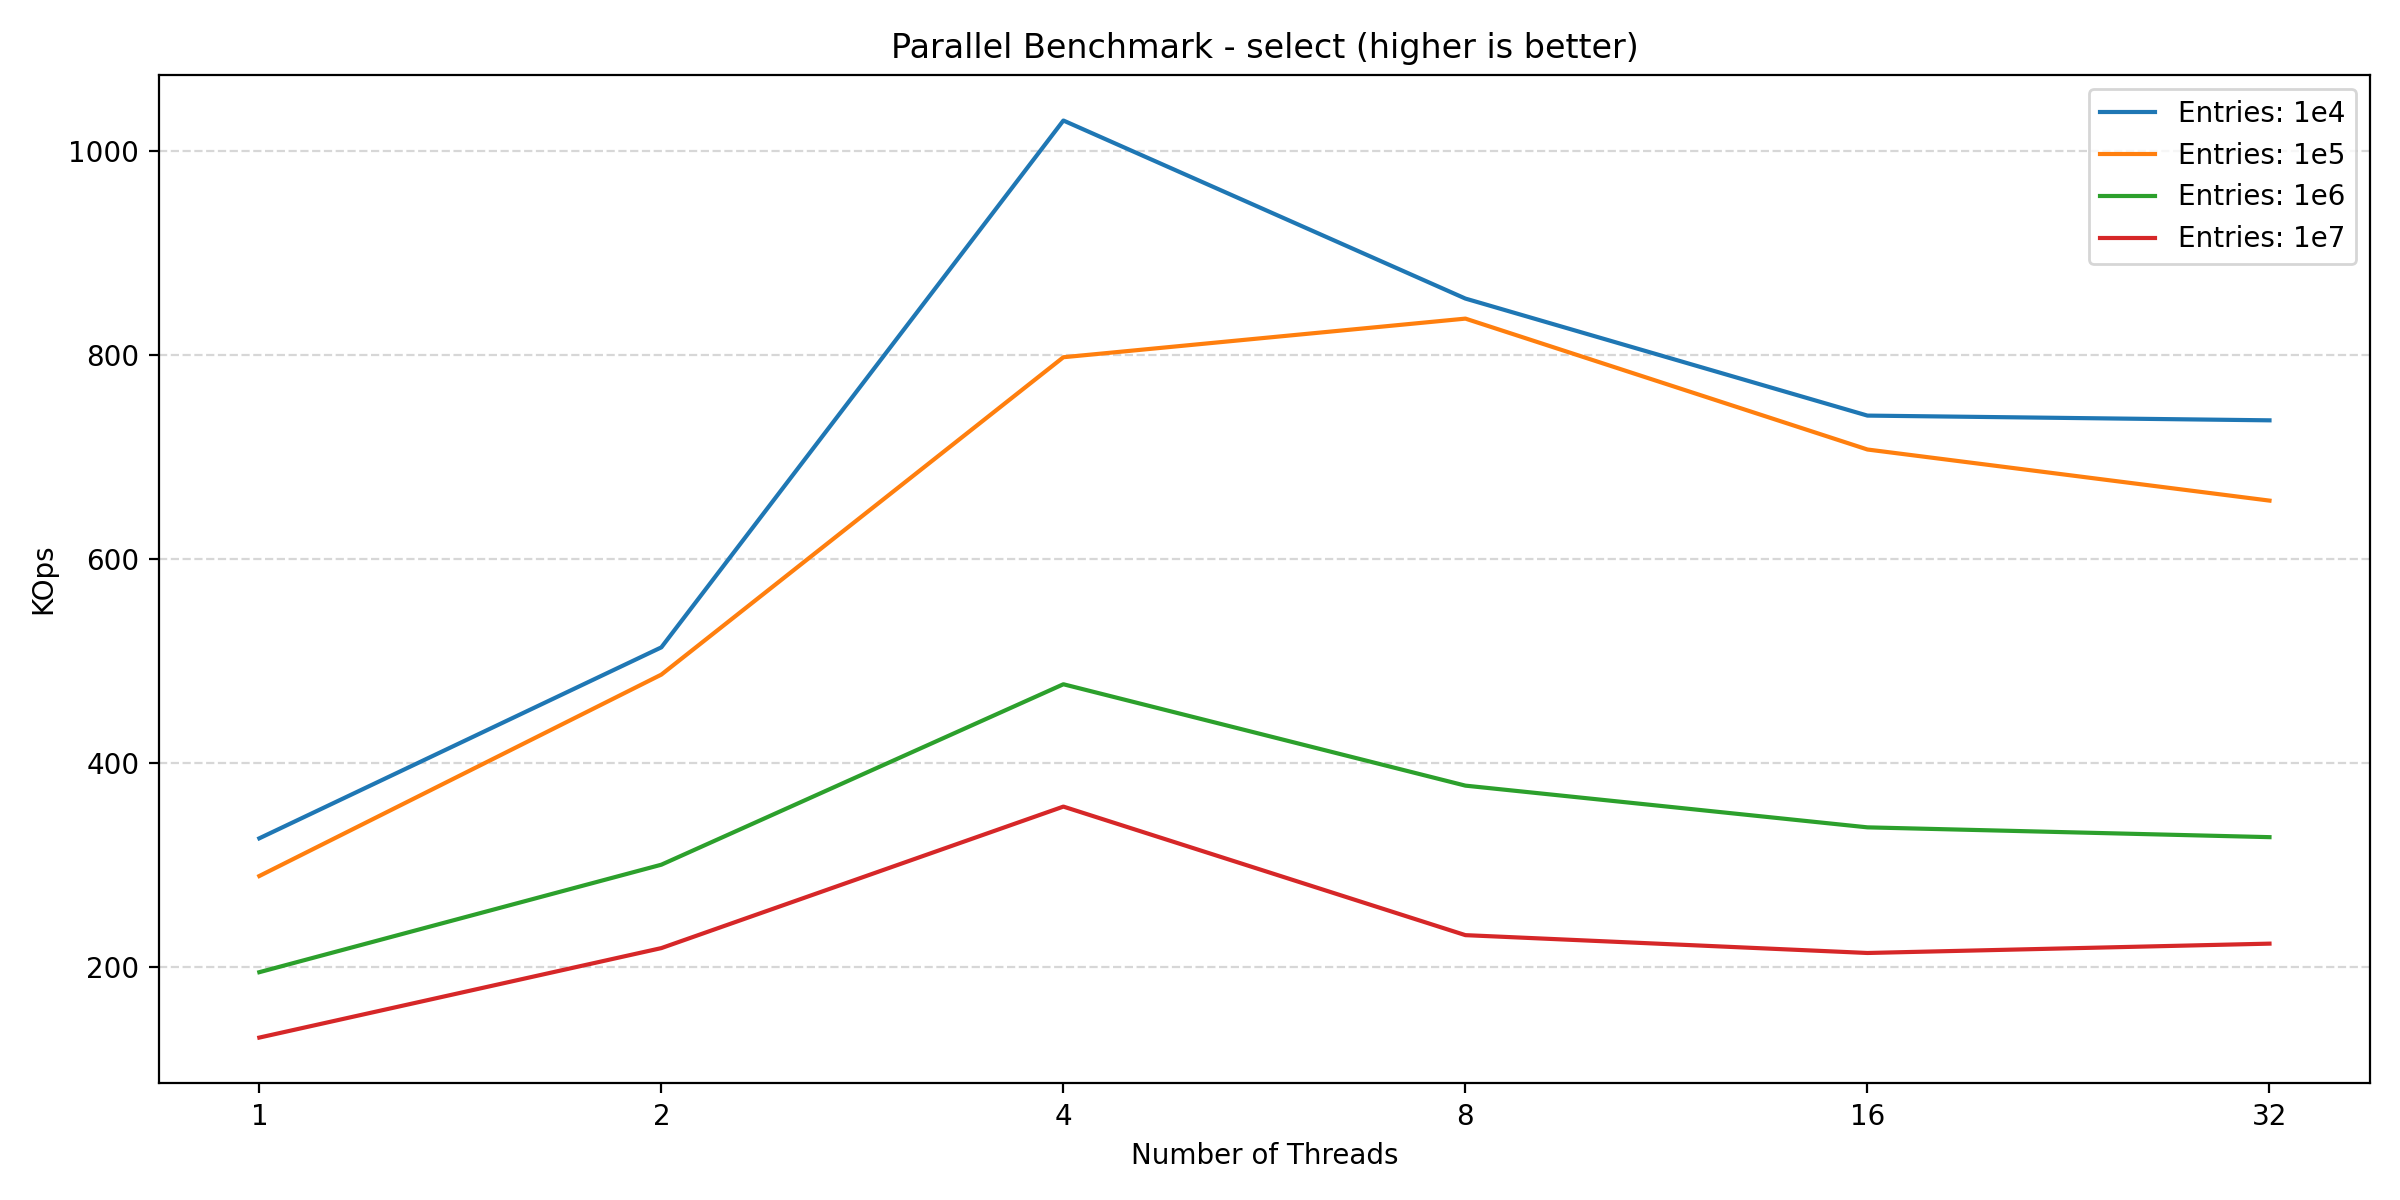 Parallel Benchmark - select (higher is better)
Entries: 1e4
Entries: 1e5
Entries: 1e6
Entries: 1e7
1000
800
600
400
200
KOps
1 2 4 8 16 32
Number of Threads